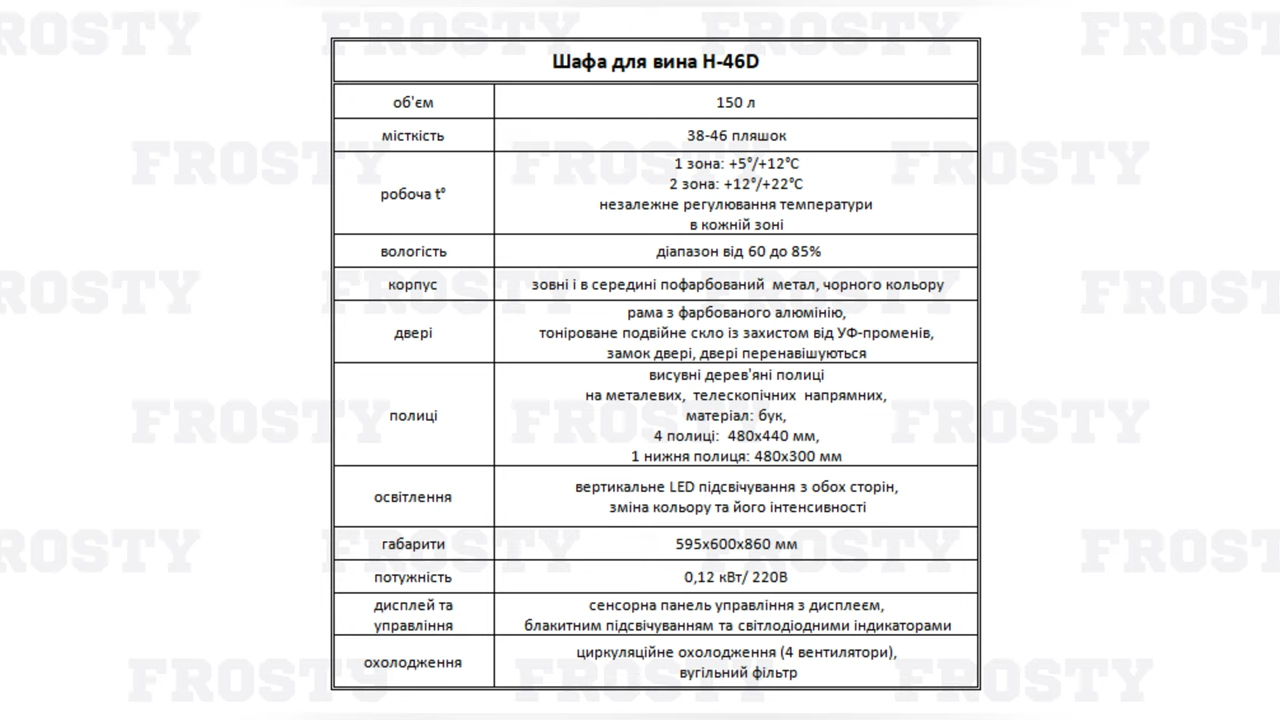 Шафа для вина H-46D
об'єм
150 л
місткість
38-46 пляшок
робоча t°
1 зона: +5°/+12°C
2 зона: +12°/+22°C
незалежне регулювання температури
в кожній зоні
вологість
діапазон від 60 до 85%
корпус
зовні і в середині пофарбований метал, чорного кольору
двері
рама з фарбованого алюмінію,
тоніроване подвійне скло із захистом від УФ-променів,
замок двері, двері перенавішуються
полиці
висувні дерев'яні полиці
на металевих, телескопічних напрямних,
матеріал: бук,
4 полиці: 480x440 мм,
1 нижня полиця: 480x300 мм
освітлення
вертикальне LED підсвічування з обох сторін,
зміна кольору та його інтенсивності
габарити
595x600x860 мм
потужність
0,12 кВт/ 220В
дисплей та
управління
сенсорна панель управління з дисплеєм,
блакитним підсвічуванням та світлодіодними індикаторами
охолодження
циркуляційне охолодження (4 вентилятори),
вугільний фільтр
FROSTY